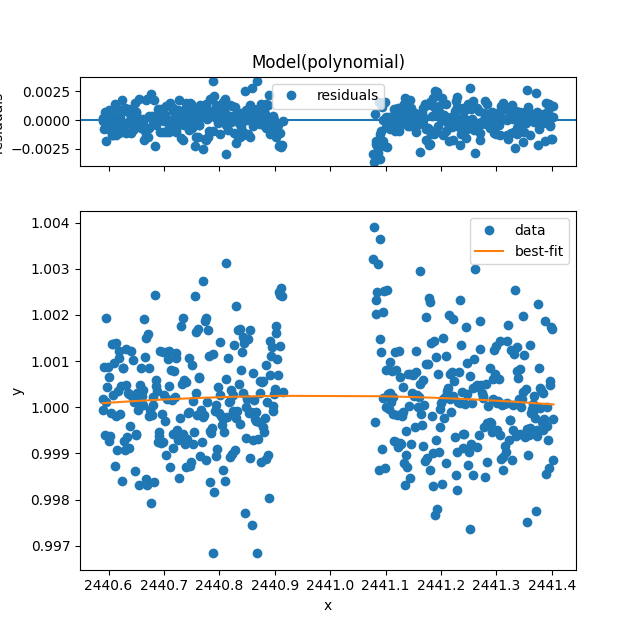 Model(polynomial)
0.0025
0.0000
−0.0025
residuals
residuals
1.004
1.003
1.002
1.001
1.000
0.999
0.998
0.997
y
data
best-fit
2440.6 2440.7 2440.8 2440.9 2441.0 2441.1 2441.2 2441.3 2441.4
x